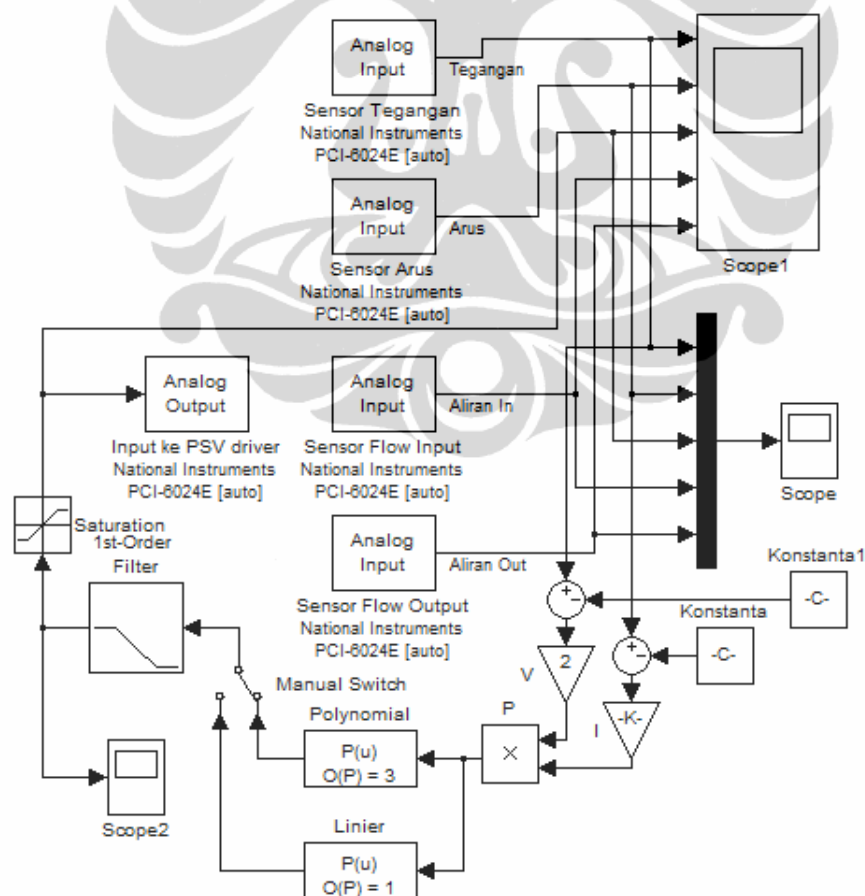 Analog
Input
Tegangan
Sensor Tegangan
National Instruments
PCI-6024E [auto]
Analog
Input
Arus
Sensor Arus
National Instruments
PCI-6024E [auto]
Scope1
Analog
Output
Input ke PSV driver
National Instruments
PCI-6024E [auto]
Analog
Input
Aliran In
Sensor Flow Input
National Instruments
PCI-6024E [auto]
Scope
Saturation
1st-Order
Filter
Analog
Input
Aliran Out
Sensor Flow Output
National Instruments
PCI-6024E [auto]
Konstanta1
-C-
Konstanta
-C-
+
-
+
-
2
V
-K-
I
Manual Switch
Polynomial
P(u)
O(P) = 3
P
×
Scope2
Linier
P(u)
O(P) = 1